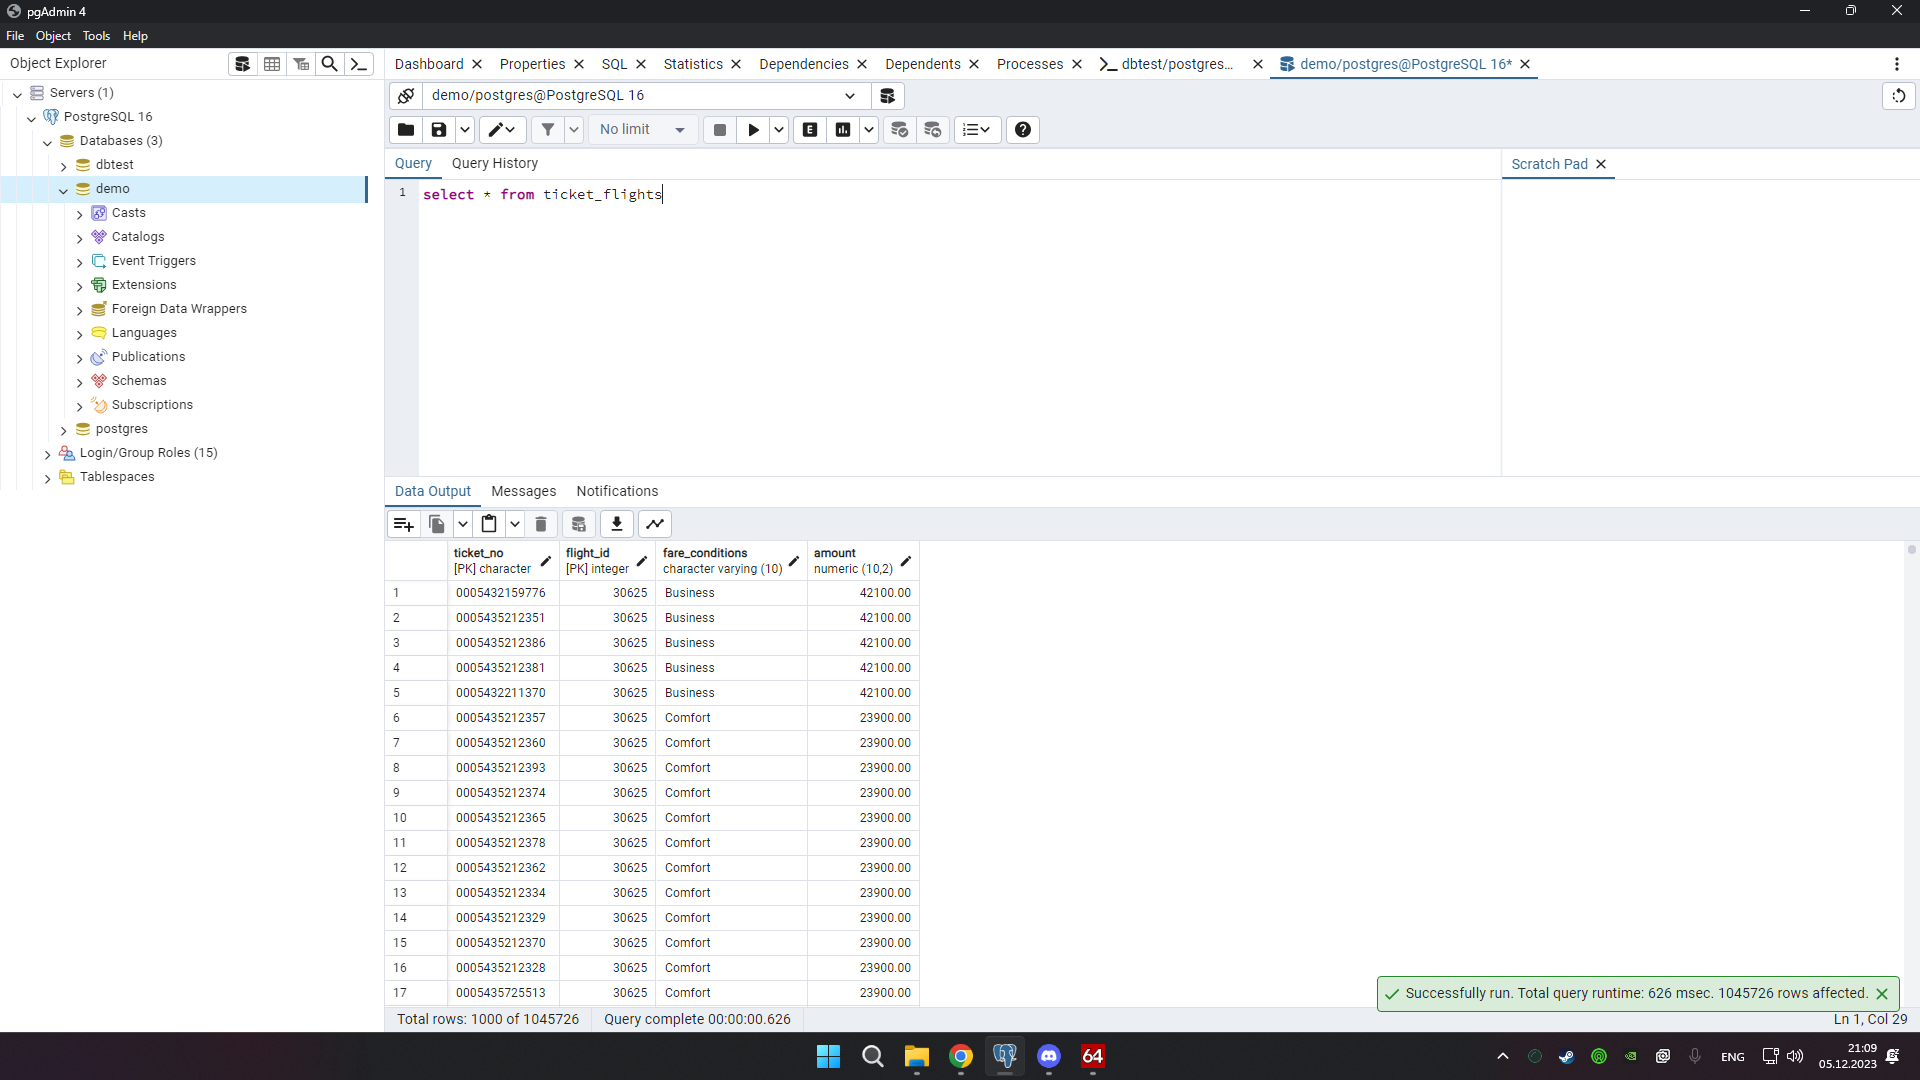 pgAdmin 4
File Object Tools Help
Object Explorer
Dashboard Properties SQL Statistics Dependencies Dependents Processes dbtest/postgres... demo/postgres@PostgreSQL 16*
Servers (1)
PostgreSQL 16
Databases (3)
dbtest
demo
Casts
Catalogs
Event Triggers
Extensions
Foreign Data Wrappers
Languages
Publications
Schemas
Subscriptions
postgres
Login/Group Roles (15)
Tablespaces
demo/postgres@PostgreSQL 16
No limit
E
Query Query History
Scratch Pad
1 select * from ticket_flights
Data Output Messages Notifications
ticket_no flight_id fare_conditions amount
[PK] character [PK] integer character varying (10) numeric (10,2)
1 0005432159776 30625 Business 42100.00
2 0005435212351 30625 Business 42100.00
3 0005435212386 30625 Business 42100.00
4 0005435212381 30625 Business 42100.00
5 0005432211370 30625 Business 42100.00
6 0005435212357 30625 Comfort 23900.00
7 0005435212360 30625 Comfort 23900.00
8 0005435212393 30625 Comfort 23900.00
9 0005435212374 30625 Comfort 23900.00
10 0005435212365 30625 Comfort 23900.00
11 0005435212378 30625 Comfort 23900.00
12 0005435212362 30625 Comfort 23900.00
13 0005435212334 30625 Comfort 23900.00
14 0005435212329 30625 Comfort 23900.00
15 0005435212370 30625 Comfort 23900.00
16 0005435212328 30625 Comfort 23900.00
17 0005435725513 30625 Comfort 23900.00
Successfully run. Total query runtime: 626 msec. 1045726 rows affected.
Total rows: 1000 of 1045726 Query complete 00:00:00.626
Ln 1, Col 29
64
ENG
21:09
05.12.2023